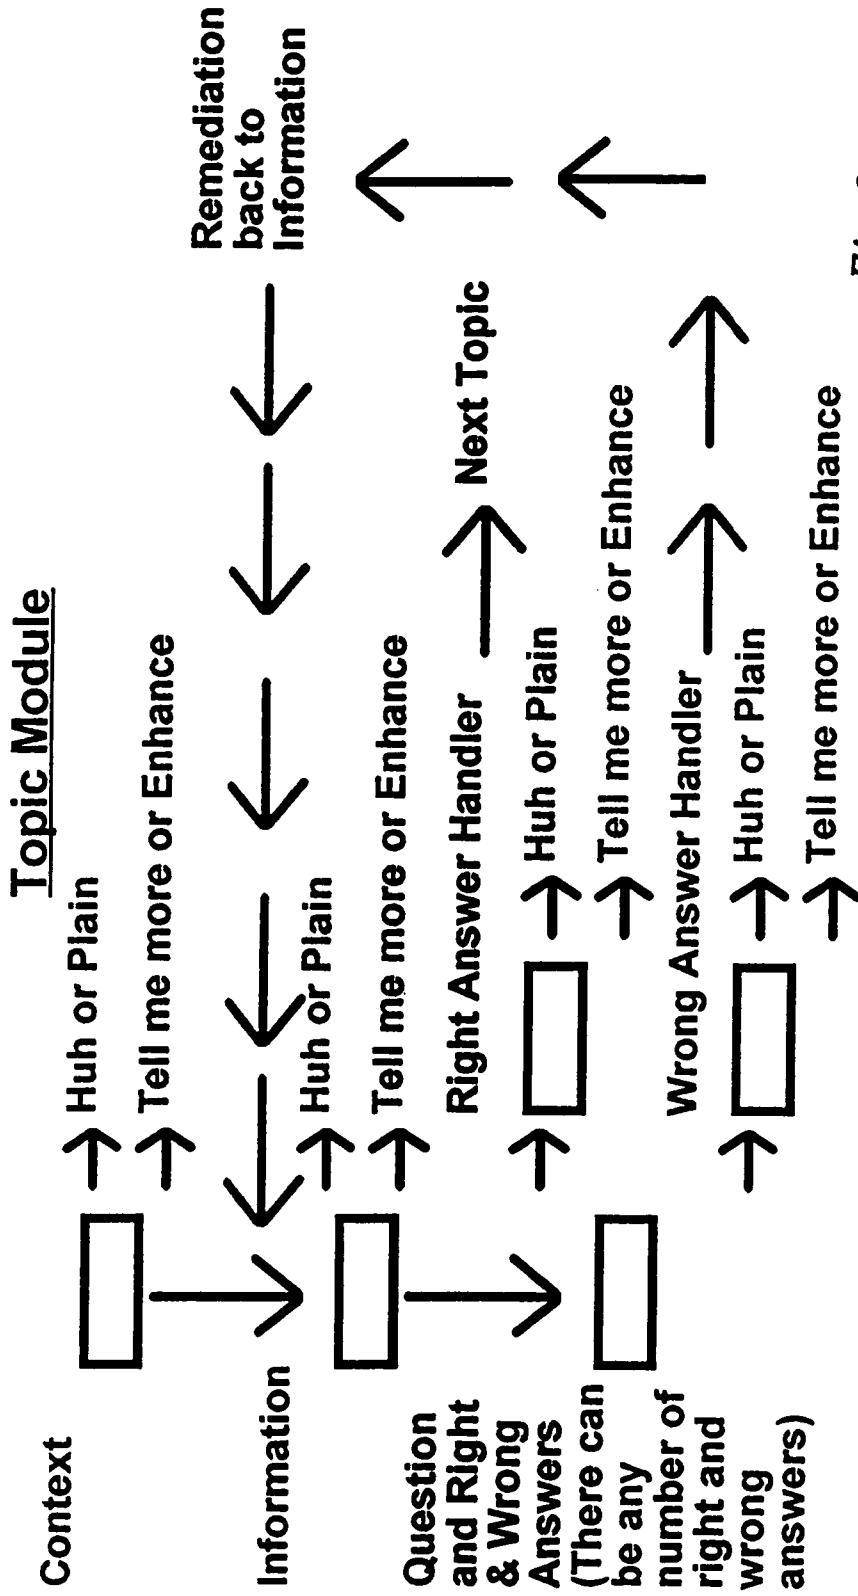 Topic Module
Context
Huh or Plain
Tell me more or Enhance
Remediation
back to
Information
Information
Huh or Plain
Tell me more or Enhance
Question
and Right
& Wrong
Answers
(There can
be any
number of
right and
wrong
answers)
Right Answer Handler
Next Topic
Huh or Plain
Tell me more or Enhance
Wrong Answer Handler
Huh or Plain
Tell me more or Enhance